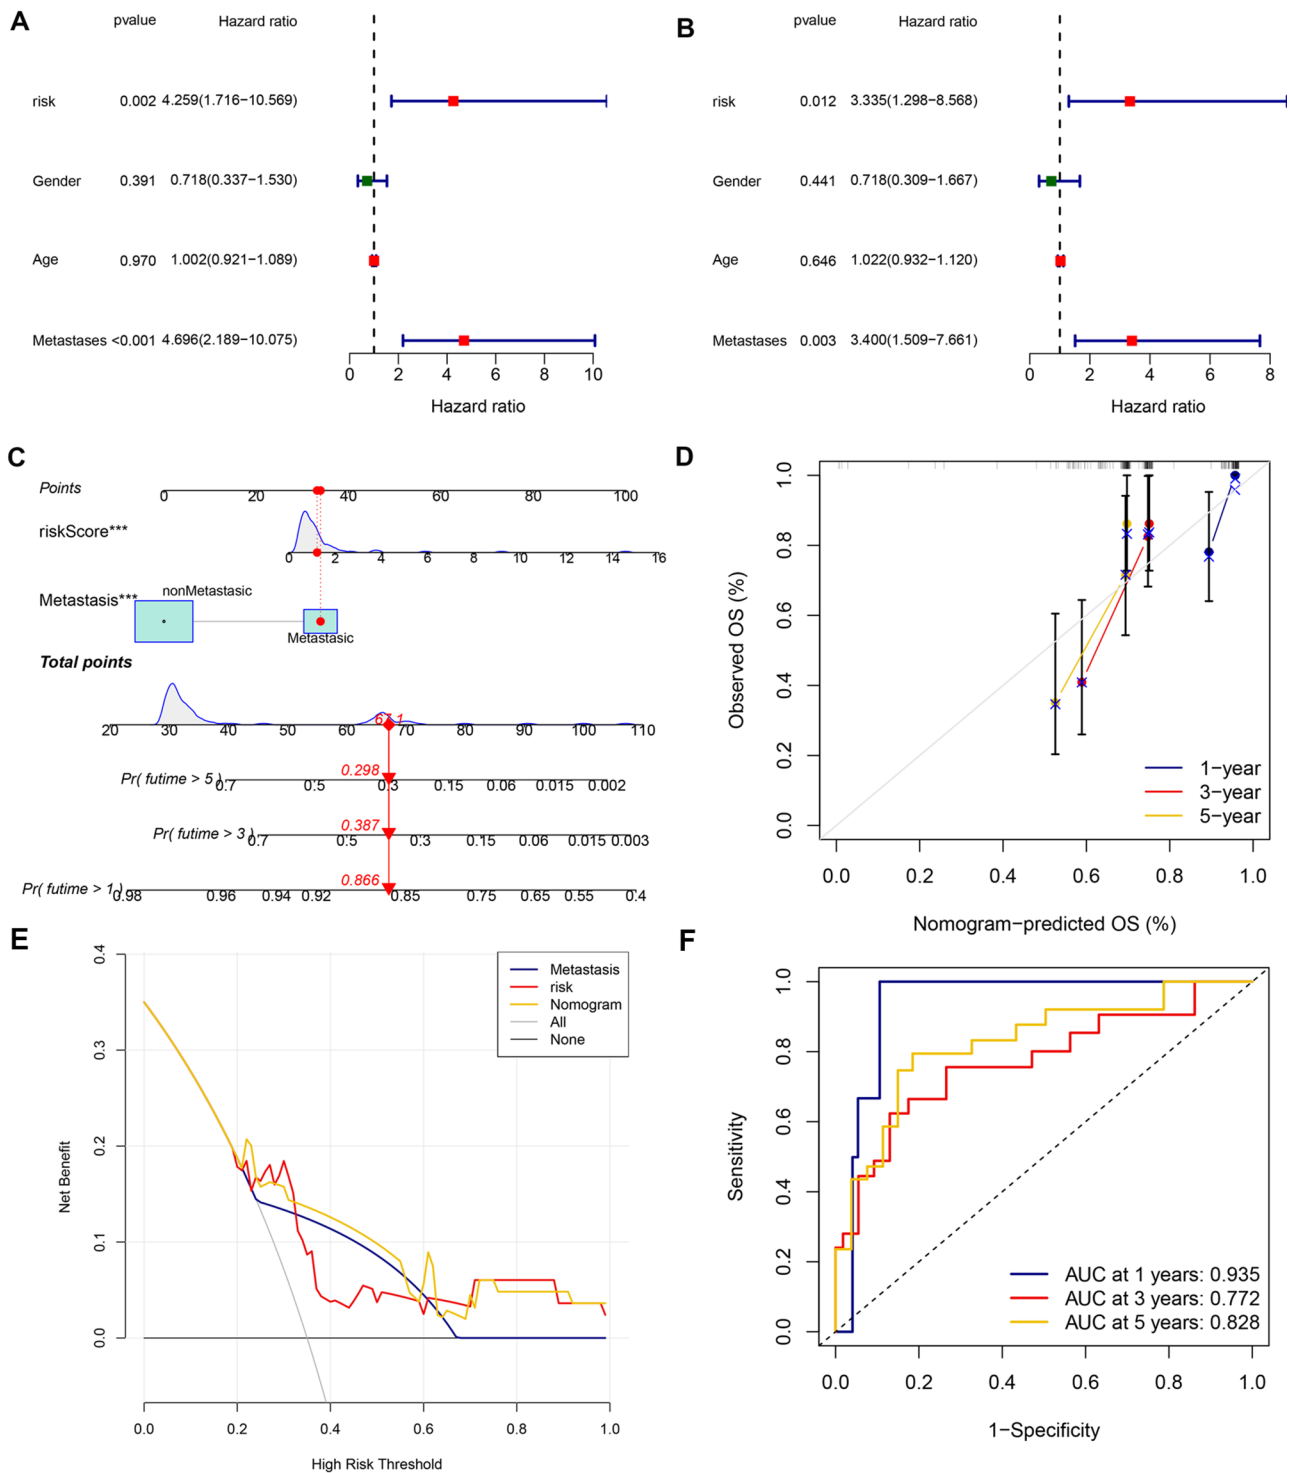 A
pvalue Hazard ratio
risk 0.002 4.259(1.716−10.569)
Gender 0.391 0.718(0.337−1.530)
Age 0.970 1.002(0.921−1.089)
Metastases <0.001 4.696(2.189−10.075)
0 2 4 6 8 10
Hazard ratio
B
pvalue Hazard ratio
risk 0.012 3.335(1.298−8.568)
Gender 0.441 0.718(0.309−1.667)
Age 0.646 1.022(0.932−1.120)
Metastases 0.003 3.400(1.509−7.661)
0 2 4 6 8
Hazard ratio
C
Points 0 20 40 60 80 100
riskScore***
0 2 4 6 8 9 12 14 16
Metastasis***
nonMetastasic
Metastasic
Total points
67.1
20 30 40 50 60 70 80 90 100 110
0.298
Pr( futime > 5 ) 0.7 0.5 0.3 0.15 0.06 0.015 0.002
0.387
Pr( futime > 3 ) 0.7 0.5 0.3 0.15 0.06 0.015 0.003
0.866
Pr( futime > 1 ) 0.98 0.96 0.94 0.92 0.85 0.75 0.65 0.55 0.4
D
Observed OS (%)
1.0
0.8
0.6
0.4
0.2
0.0
1−year
3−year
5−year
0.0 0.2 0.4 0.6 0.8 1.0
Nomogram−predicted OS (%)
E
Net Benefit
0.4
0.3
0.2
0.1
0.0
Metastasis
risk
Nomogram
All
None
0.0 0.2 0.4 0.6 0.8 1.0
High Risk Threshold
F
Sensitivity
1.0
0.8
0.6
0.4
0.2
0.0
AUC at 1 years: 0.935
AUC at 3 years: 0.772
AUC at 5 years: 0.828
0.0 0.2 0.4 0.6 0.8 1.0
1−Specificity